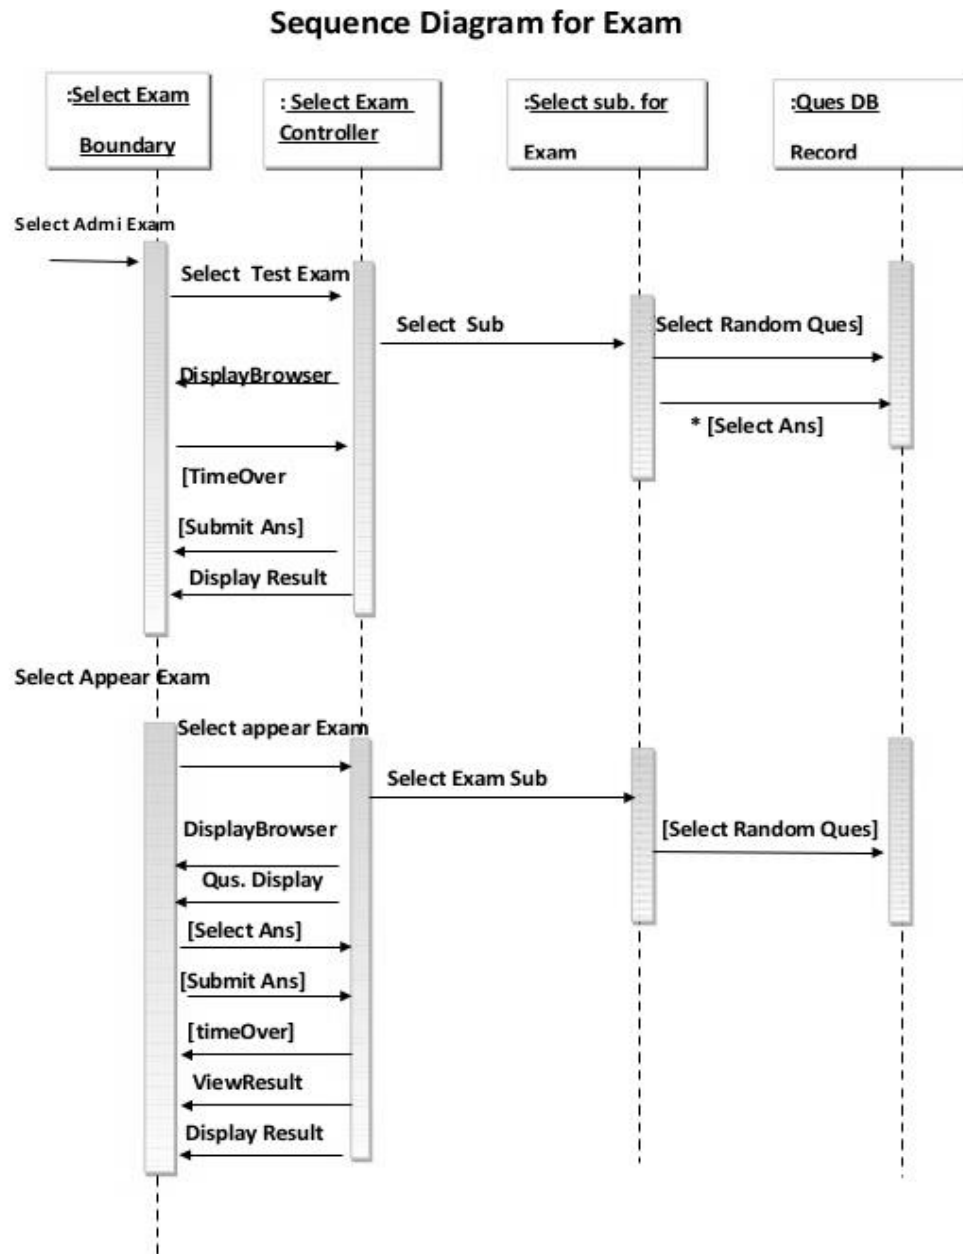 Sequence Diagram for Exam
:Select Exam
Boundary
: Select Exam
Controller
:Select sub. for
Exam
:Ques DB
Record
Select Admi Exam
Select Test Exam
Select Sub
[Select Random Ques]
DisplayBrowser
* [Select Ans]
[TimeOver
[Submit Ans]
Display Result
Select Appear Exam
Select appear Exam
Select Exam Sub
DisplayBrowser
[Select Random Ques]
Qus. Display
[Select Ans]
[Submit Ans]
[timeOver]
ViewResult
Display Result